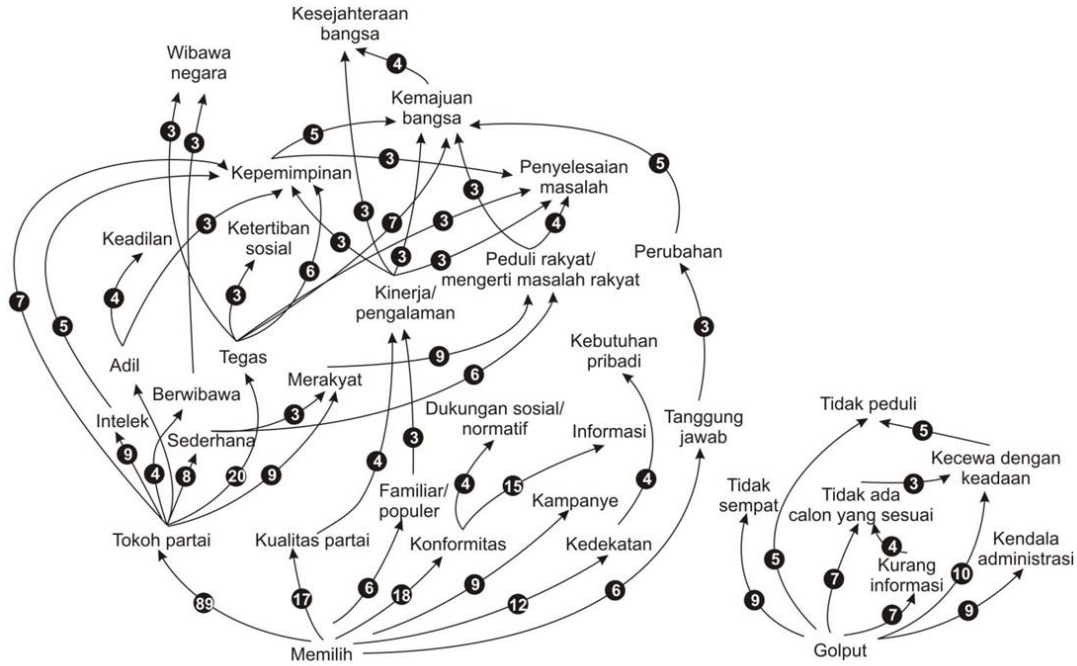 Kesejahteraan
bangsa
Wibawa
negara
4
Kemajuan
bangsa
3
3
5
5
3
Kepemimpinan
Penyelesaian
masalah
3
3
3
7
3
4
Keadilan
Ketertiban
sosial
3
3
3
Perubahan
6
Peduli rakyat/
mengerti masalah rakyat
4
3
7
5
Kinerja/
pengalaman
3
Kebutuhan
pribadi
Adil
Tegas
9
6
Merakyat
Berwibawa
Intelek
Sederhana
3
Dukungan sosial/
normatif
Informasi
Tanggung
jawab
Tidak peduli
5
9
4
8
20
9
4
3
4
15
4
Familiar/
populer
Kampanye
Kecewa dengan
keadaan
Tidak
sempat
3
Tidak ada
calon yang sesuai
Tokoh partai
Kualitas partai
Konformitas
Kedekatan
4
Kendala
administrasi
5
Kurang
informasi
7
10
89
17
6
18
9
12
6
9
7
9
Memilih
Golput